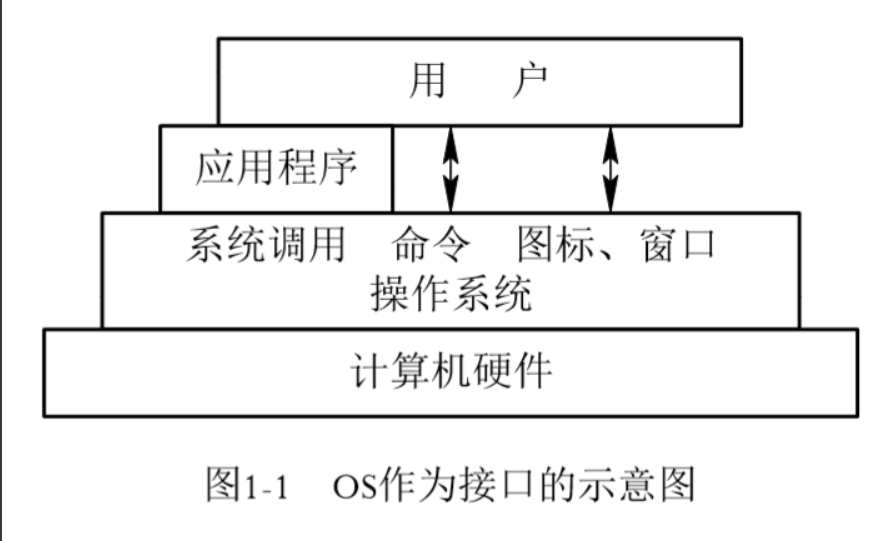 用 户
应用程序
系统调用 命令 图标、窗口
操作系统
计算机硬件
图1-1 OS作为接口的示意图